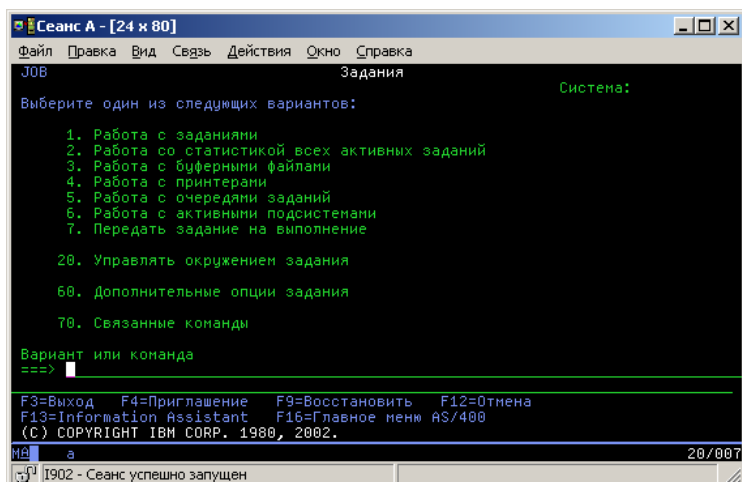 Сеанс A - [24 x 80]
Файл Правка Вид Связь Действия Окно Справка
JOB Задания
Система:
Выберите один из следующих вариантов:
1. Работа с заданиями
2. Работа со статистикой всех активных заданий
3. Работа с буферными файлами
4. Работа с принтерами
5. Работа с очередями заданий
6. Работа с активными подсистемами
7. Передать задание на выполнение
20. Управлять окружением задания
60. Дополнительные опции задания
70. Связанные команды
Вариант или команда
===>
F3=Выход F4=Приглашение F9=Восстановить F12=Отмена
F13=Information Assistant F16=Главное меню AS/400
(C) COPYRIGHT IBM CORP. 1980, 2002.
MA a 20/007
I902 - Сеанс успешно запущен